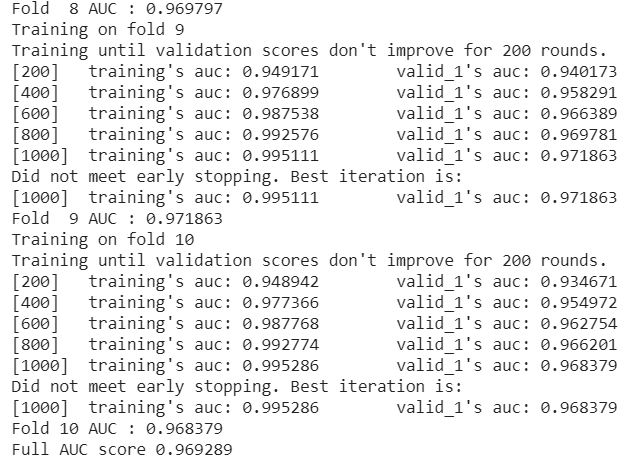 Fold  8 AUC : 0.969797
Training on fold 9
Training until validation scores don't improve for 200 rounds.
[200]   training's auc: 0.949171        valid_1's auc: 0.940173
[400]   training's auc: 0.976899        valid_1's auc: 0.958291
[600]   training's auc: 0.987538        valid_1's auc: 0.966389
[800]   training's auc: 0.992576        valid_1's auc: 0.969781
[1000]  training's auc: 0.995111        valid_1's auc: 0.971863
Did not meet early stopping. Best iteration is:
[1000]  training's auc: 0.995111        valid_1's auc: 0.971863
Fold  9 AUC : 0.971863
Training on fold 10
Training until validation scores don't improve for 200 rounds.
[200]   training's auc: 0.948942        valid_1's auc: 0.934671
[400]   training's auc: 0.977366        valid_1's auc: 0.954972
[600]   training's auc: 0.987768        valid_1's auc: 0.962754
[800]   training's auc: 0.992774        valid_1's auc: 0.966201
[1000]  training's auc: 0.995286        valid_1's auc: 0.968379
Did not meet early stopping. Best iteration is:
[1000]  training's auc: 0.995286        valid_1's auc: 0.968379
Fold 10 AUC : 0.968379
Full AUC score 0.969289